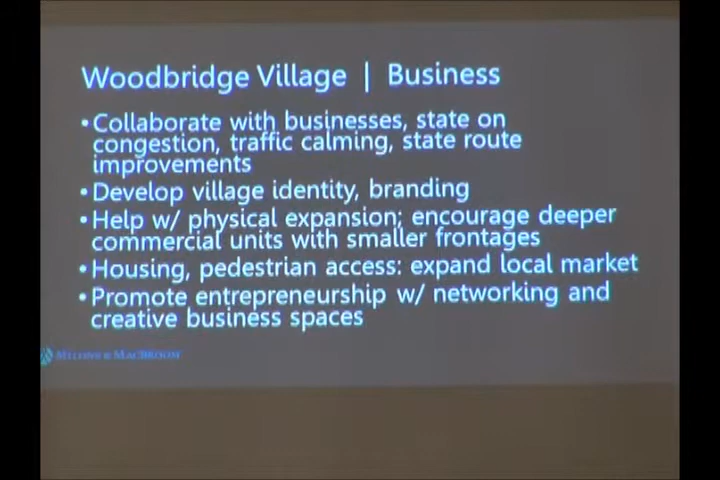 Woodbridge Village | Business
•Collaborate with businesses, state on
congestion, traffic calming, state route
improvements
•Develop village identity, branding
•Help w/ physical expansion; encourage deeper
commercial units with smaller frontages
•Housing, pedestrian access: expand local market
•Promote entrepreneurship w/ networking and
creative business spaces
MILONE & MACBROOM